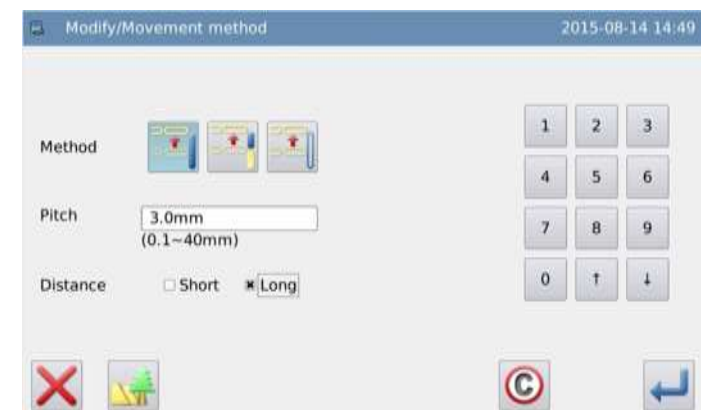 Modify/Movement method 2015-08-14 14:49
Method
Pitch 3.0mm
(0.1~40mm)
Distance Short Long
1 2 3
4 5 6
7 8 9
0 ↑ ↓
C